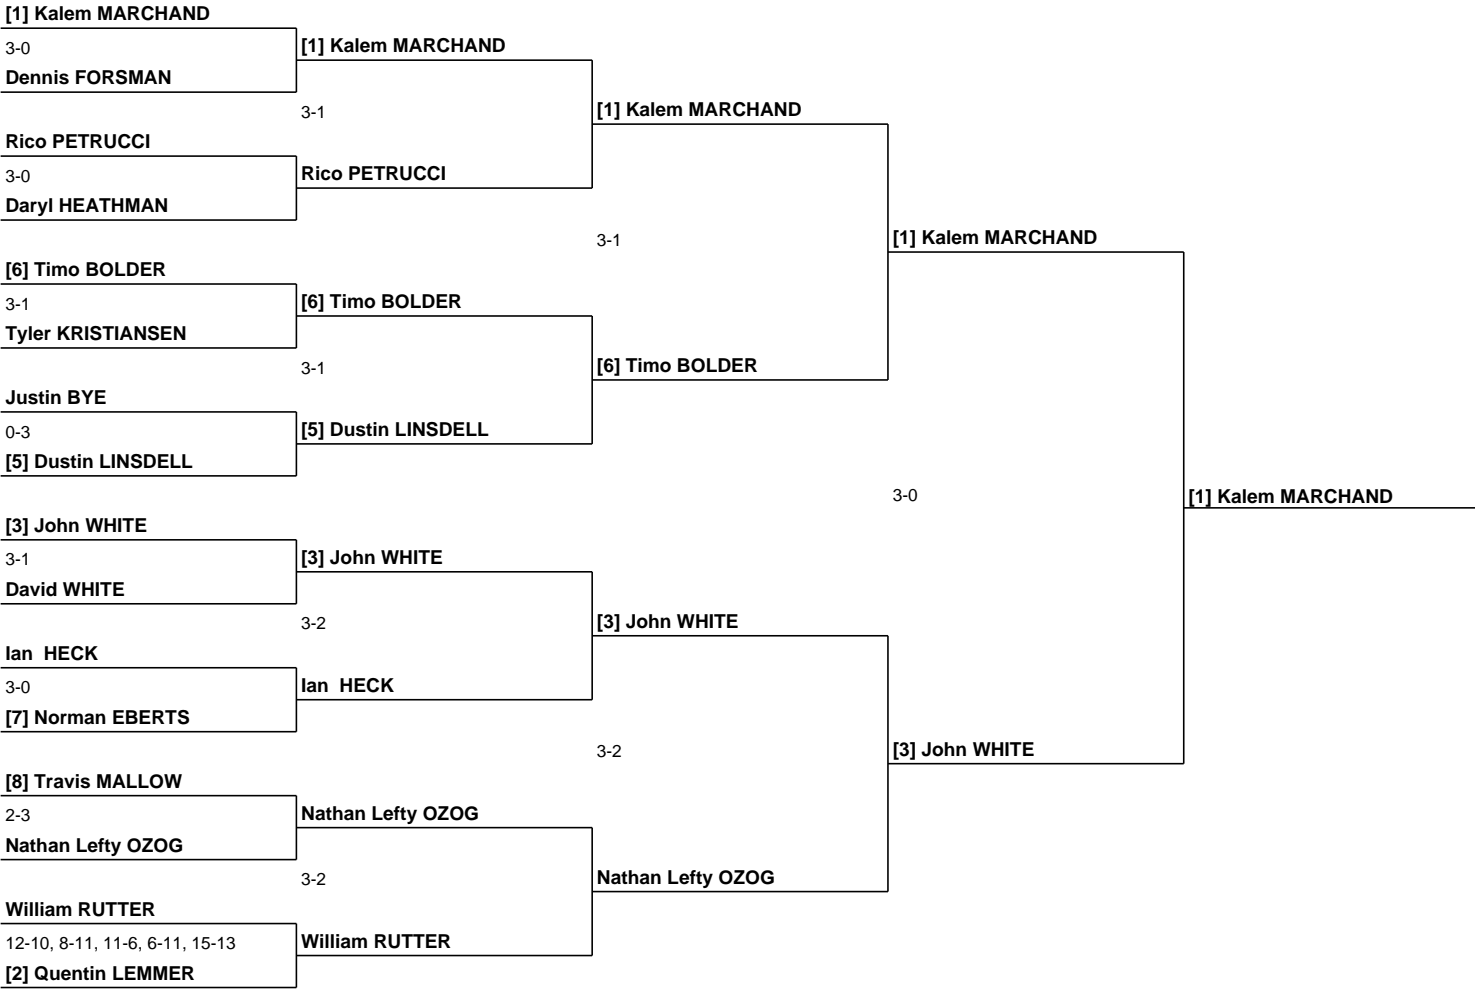 [1] Kalem MARCHAND
3-0
[1] Kalem MARCHAND
Dennis FORSMAN
3-1
[1] Kalem MARCHAND
Rico PETRUCCI
3-0
Rico PETRUCCI
Daryl HEATHMAN
3-1
[1] Kalem MARCHAND
[6] Timo BOLDER
3-1
[6] Timo BOLDER
Tyler KRISTIANSEN
3-1
[6] Timo BOLDER
Justin BYE
0-3
[5] Dustin LINSDELL
[5] Dustin LINSDELL
3-0
[1] Kalem MARCHAND
[3] John WHITE
3-1
[3] John WHITE
David WHITE
3-2
[3] John WHITE
Ian  HECK
3-0
Ian  HECK
[7] Norman EBERTS
3-2
[3] John WHITE
[8] Travis MALLOW
2-3
Nathan Lefty OZOG
Nathan Lefty OZOG
3-2
Nathan Lefty OZOG
William RUTTER
12-10, 8-11, 11-6, 6-11, 15-13
William RUTTER
[2] Quentin LEMMER